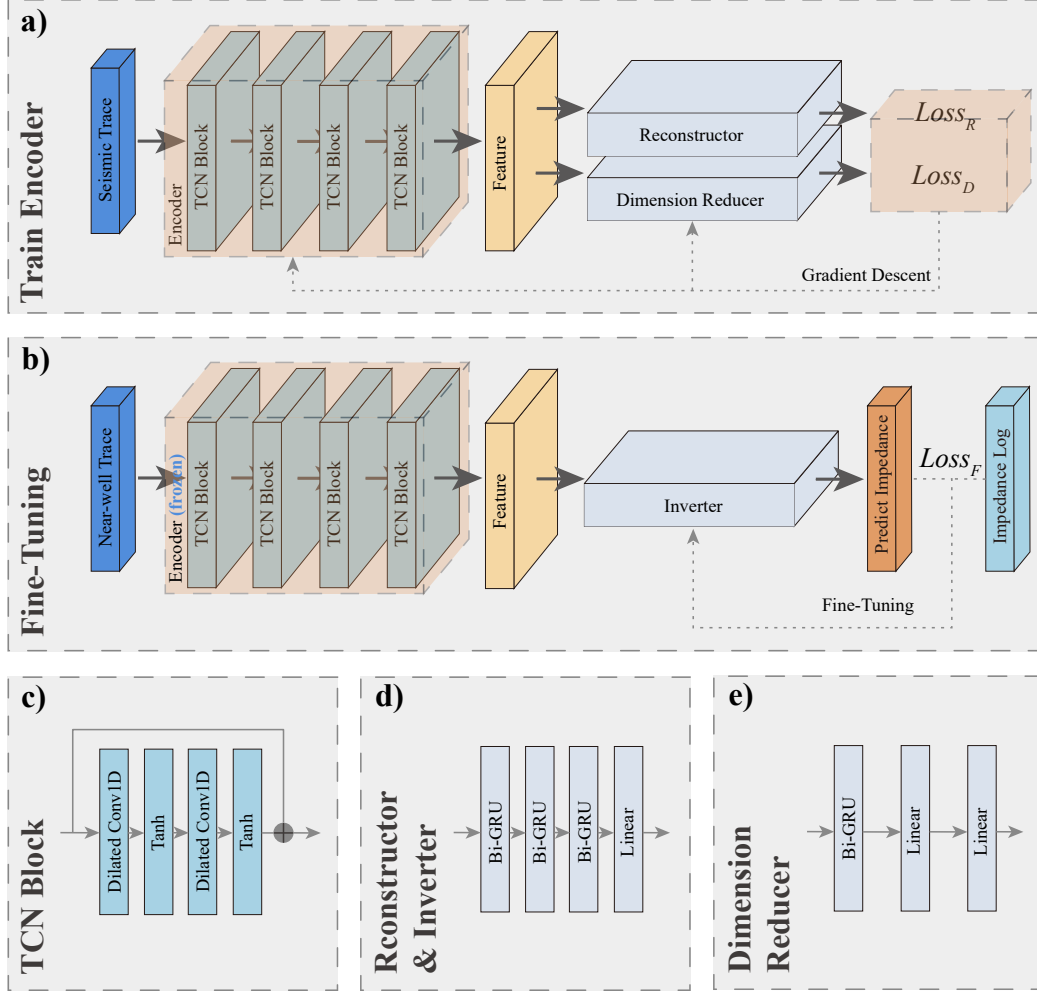 a)
Train Encoder
Seismic Trace
Encoder
TCN Block
TCN Block
TCN Block
TCN Block
Feature
Reconstructor
Dimension Reducer
Loss_R
Loss_D
Gradient Descent
b)
Fine-Tuning
Near-well Trace
Encoder (frozen)
TCN Block
TCN Block
TCN Block
TCN Block
Feature
Inverter
Predict Impedance
Loss_F
Impedance Log
Fine-Tuning
c)
TCN Block
Dilated Conv1D
Tanh
Dilated Conv1D
Tanh
d)
Rconstructor
& Inverter
Bi-GRU
Bi-GRU
Bi-GRU
Linear
e)
Dimension
Reducer
Bi-GRU
Linear
Linear